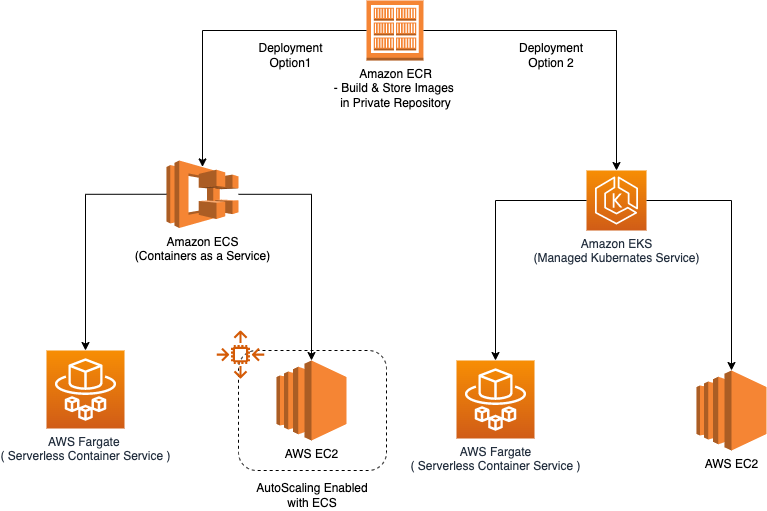 Deployment
Option1
Deployment
Option 2
Amazon ECR
- Build & Store Images
in Private Repository
Amazon ECS
(Containers as a Service)
K
Amazon EKS
(Managed Kubernates Service)
AWS Fargate
( Serverless Container Service )
AWS EC2
AutoScaling Enabled
with ECS
AWS Fargate
( Serverless Container Service )
AWS EC2